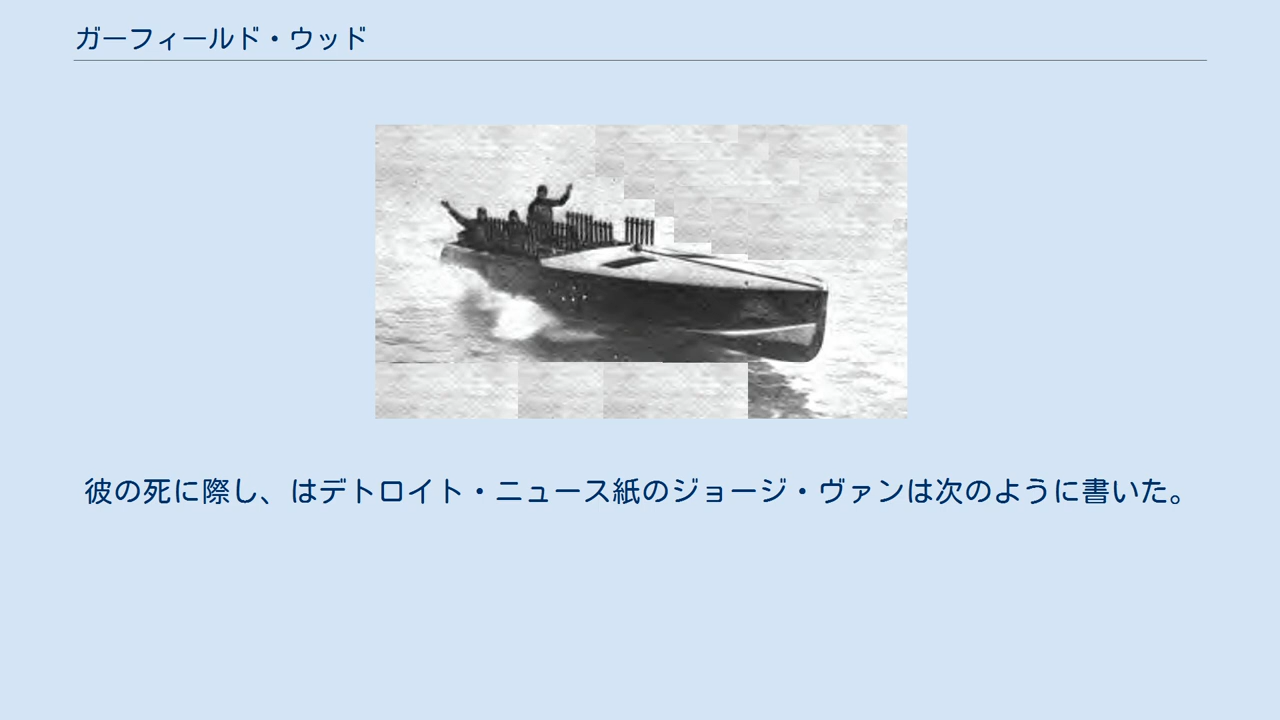 ガーフィールド・ウッド
彼の死に際し、はデトロイト・ニュース紙のジョージ・ヴァンは次のように書いた。